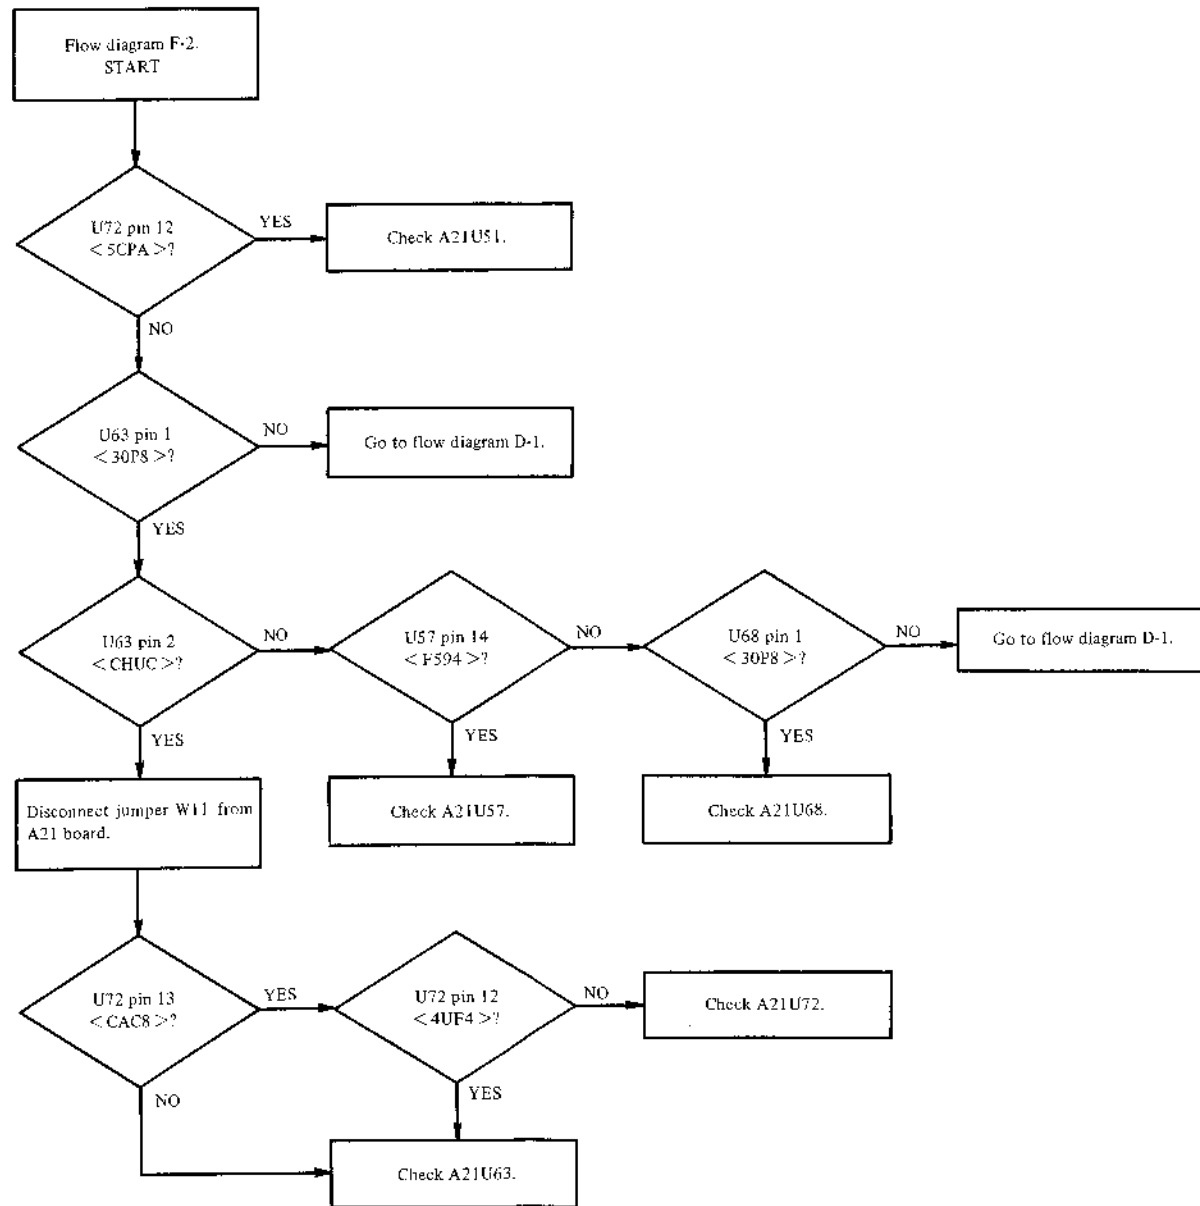 Flow diagram F-2.
START
U72 pin 12
<5CPA>?
YES
Check A21U51.
NO
U63 pin 1
<30P8>?
NO
Go to flow diagram D-1.
YES
U63 pin 2
<CHUC>?
NO
U57 pin 14
<F594>?
NO
U68 pin 1
<30P8>?
NO
Go to flow diagram D-1.
YES
YES
YES
Disconnect jumper W11 from
A21 board.
Check A21U57.
Check A21U68.
U72 pin 13
<CAC8>?
YES
U72 pin 12
<4UF4>?
NO
Check A21U72.
NO
YES
Check A21U63.